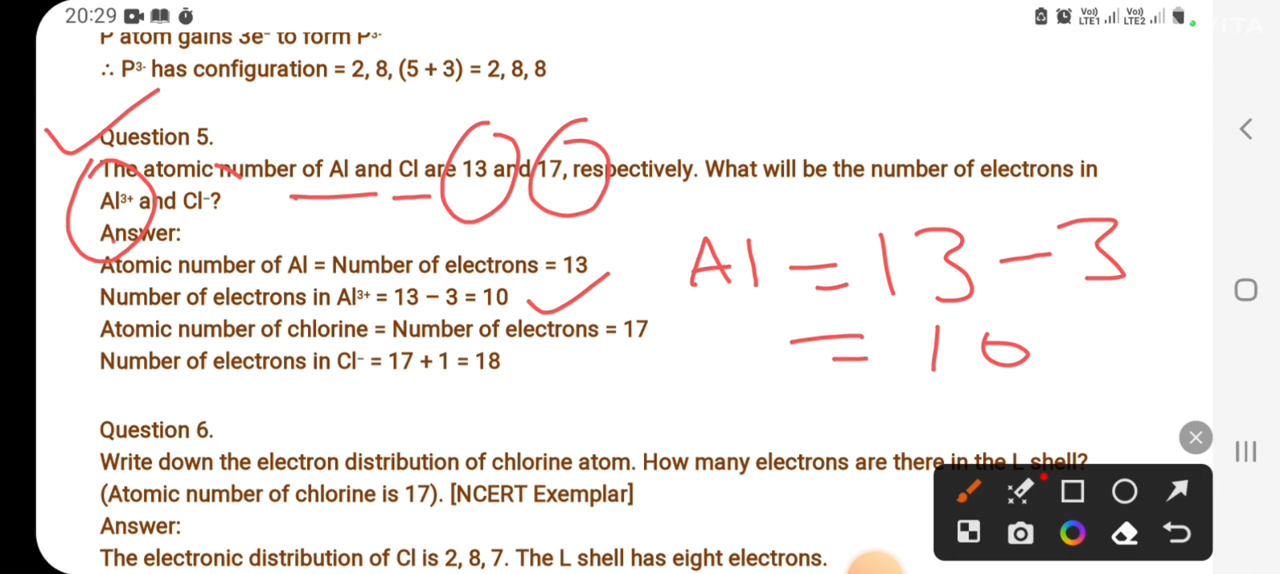 20:29 Vo) LTE1 Vo) LTE2
P atom gains 3e⁻ to form P³⁻
∴ P³⁻ has configuration = 2, 8, (5 + 3) = 2, 8, 8
Question 5.
The atomic number of Al and Cl are 13 and 17, respectively. What will be the number of electrons in
Al³⁺ and Cl⁻?
Answer:
Atomic number of Al = Number of electrons = 13
Number of electrons in Al³⁺ = 13 – 3 = 10
Atomic number of chlorine = Number of electrons = 17
Number of electrons in Cl⁻ = 17 + 1 = 18
Al = 13 – 3
= 10
Question 6.
Write down the electron distribution of chlorine atom. How many electrons are there in the L shell?
(Atomic number of chlorine is 17). [NCERT Exemplar]
Answer:
The electronic distribution of Cl is 2, 8, 7. The L shell has eight electrons.